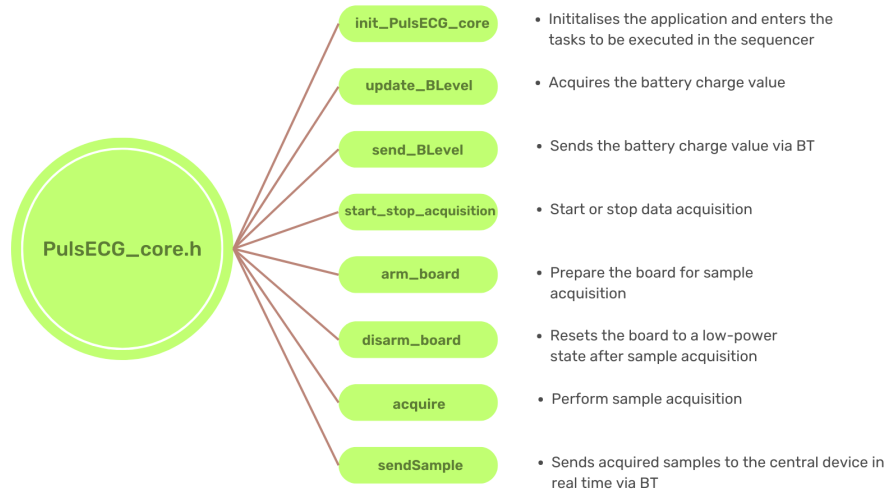 PulsECG_core.h
init_PulsECG_core
• Inititalises the application and enters the
tasks to be executed in the sequencer
update_BLevel
• Acquires the battery charge value
send_BLevel
• Sends the battery charge value via BT
start_stop_acquisition
• Start or stop data acquisition
arm_board
• Prepare the board for sample
acquisition
disarm_board
• Resets the board to a low-power
state after sample acquisition
acquire
• Perform sample acquisition
sendSample
• Sends acquired samples to the central device in
real time via BT